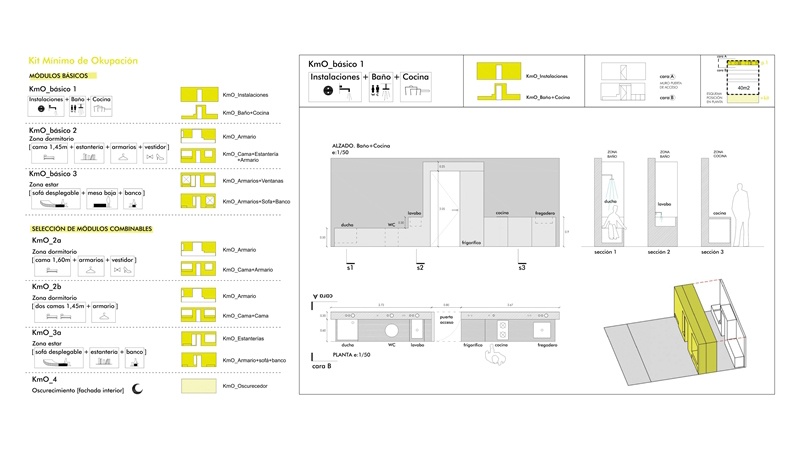 Kit Mínimo de Okupación
MÓDULOS BÁSICOS
KmO_básico 1
Instalaciones + Baño + Cocina
KmO_Instalaciones
KmO_Baño+Cocina
KmO_básico 2
Zona dormitorio
[ cama 1,45m + estantería + armarios + vestidor ]
KmO_Armario
KmO_Cama+Estantería
+Armario
KmO_básico 3
Zona estar
[ sofá desplegable + mesa baja + banco ]
KmO_Armarios+Ventanas
KmO_Armarios+Sofa+Banco
SELECCIÓN DE MÓDULOS COMBINABLES
KmO_2a
Zona dormitorio
[ cama 1,60m + armarios + vestidor ]
KmO_Armario
KmO_Cama+Armario
KmO_2b
Zona dormitorio
[ dos camas 1,45m + armario ]
KmO_Armario
KmO_Cama+Cama
KmO_3a
Zona estar
[ sofá desplegable + estantería + banco ]
KmO_Estanterías
KmO_Armario+sofá+banco
KmO_4
Oscurecimiento [fachada interior]
KmO_Oscurecedor
KmO_básico 1
Instalaciones + Baño + Cocina
KmO_Instalaciones
KmO_Baño+Cocina
cara A
MURO PUERTA
DE ACCESO
cara B
ESQUEMA
POSICIÓN
EN PLANTA
40m2
ALZADO. Baño+Cocina
e:1/50
ducha
WC
lavabo
frigorífico
cocina
fregadero
s1
s2
s3
ZONA
BAÑO
ZONA
BAÑO
ZONA
COCINA
ducha
lavabo
cocina
sección 1
sección 2
sección 3
cara A
ducha
WC
lavabo
puerta
acceso
frigorífico
cocina
fregadero
PLANTA e:1/50
cara B